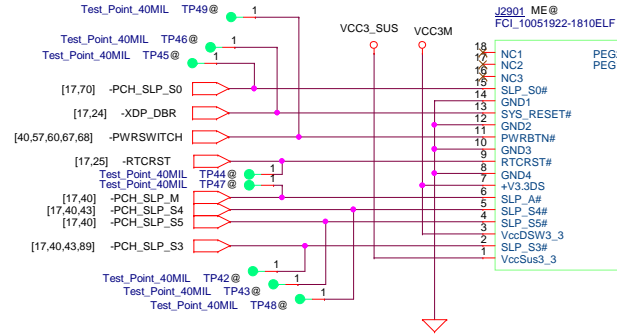 J2901 ME@
FCI_10051922-1810ELF
Test_Point_40MIL TP49@ 1
VCC3_SUS VCC3M
Test_Point_40MIL TP46@ 1
Test_Point_40MIL TP45@ 1
18 NC1 PEG
17 NC2 PEG
16 NC3
[17,70] -PCH_SLP_S0 15 SLP_S0#
14 GND1
[17,24] -XDP_DBR 13 SYS_RESET#
12 GND2
[40,57,60,67,68] -PWRSWITCH 11 PWRBTN#
10 GND3
[17,25] -RTCRST 9 RTCRST#
Test_Point_40MIL TP44@ 1 8 GND4
Test_Point_40MIL TP47@ 1 7 +V3.3DS
[17,40] -PCH_SLP_M 6 SLP_A#
[17,40,43] -PCH_SLP_S4 5 SLP_S4#
[17,40] -PCH_SLP_S5 4 SLP_S5#
3 VccDSW3_3
[17,40,43,89] -PCH_SLP_S3 2 SLP_S3#
1 VccSus3_3
Test_Point_40MIL TP42@ 1
Test_Point_40MIL TP43@ 1
Test_Point_40MIL TP48@ 1